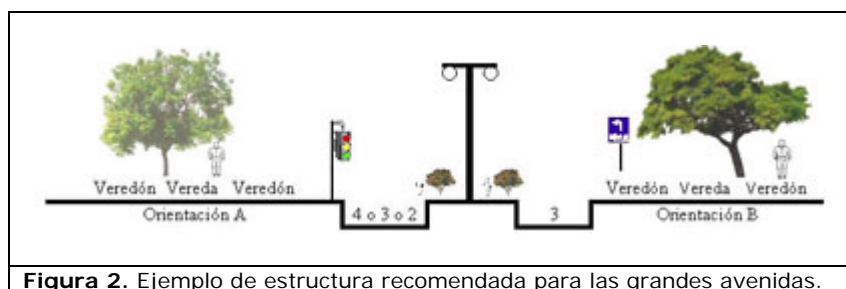 Veredón Vereda Veredón
Veredón Vereda Veredón
Orientación A
4 o 3 o 2
3
Orientación B
Figura 2. Ejemplo de estructura recomendada para las grandes avenidas.